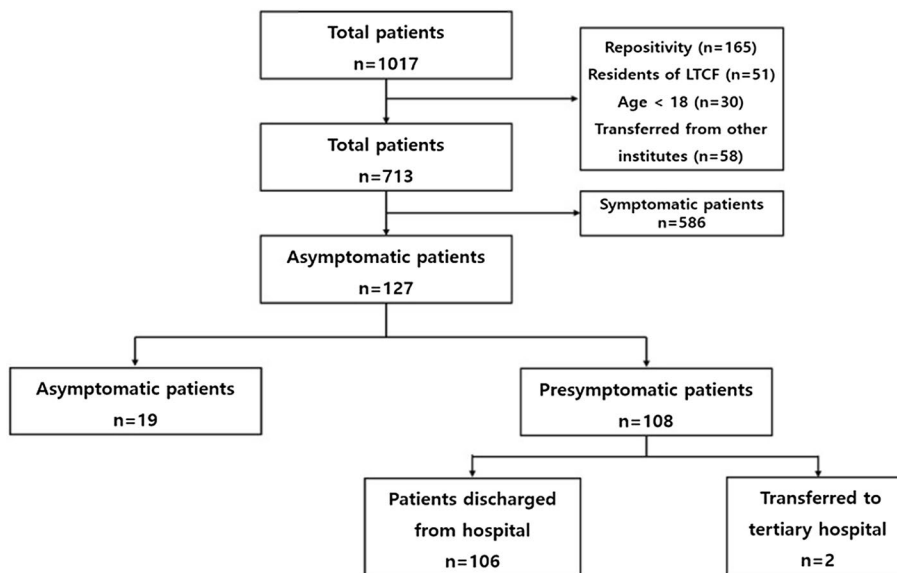 Total patients
n=1017
Repositivity (n=165)
Residents of LTCF (n=51)
Age < 18 (n=30)
Transferred from other
institutes (n=58)
Total patients
n=713
Symptomatic patients
n=586
Asymptomatic patients
n=127
Asymptomatic patients
n=19
Presymptomatic patients
n=108
Patients discharged
from hospital
n=106
Transferred to
tertiary hospital
n=2